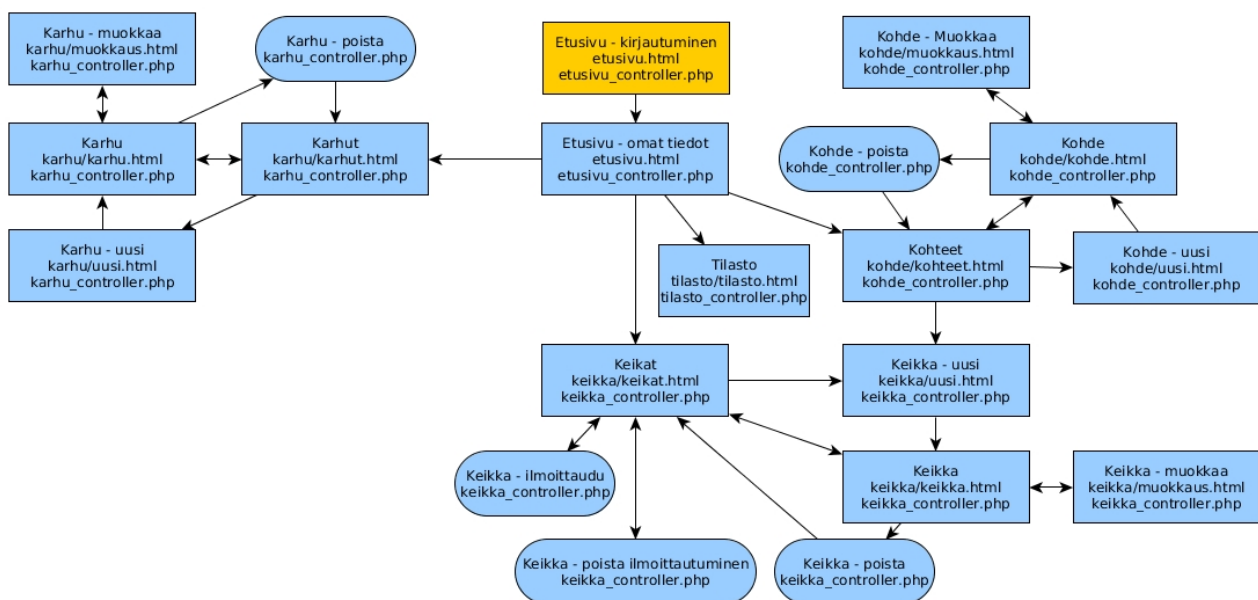 Karhu - muokkaa
karhu/muokkaus.html
karhu_controller.php
Karhu - poista
karhu_controller.php
Etusivu - kirjautuminen
etusivu.html
etusivu_controller.php
Kohde - Muokkaa
kohde/muokkaus.html
kohde_controller.php
Karhu
karhu/karhu.html
karhu_controller.php
Karhut
karhu/karhut.html
karhu_controller.php
Etusivu - omat tiedot
etusivu.html
etusivu_controller.php
Kohde - poista
kohde_controller.php
Kohde
kohde/kohde.html
kohde_controller.php
Karhu - uusi
karhu/uusi.html
karhu_controller.php
Tilasto
tilasto/tilasto.html
tilasto_controller.php
Kohteet
kohde/kohteet.html
kohde_controller.php
Kohde - uusi
kohde/uusi.html
kohde_controller.php
Keikat
keikka/keikat.html
keikka_controller.php
Keikka - uusi
keikka/uusi.html
keikka_controller.php
Keikka - ilmoittaudu
keikka_controller.php
Keikka
keikka/keikka.html
keikka_controller.php
Keikka - muokkaa
keikka/muokkaus.html
keikka_controller.php
Keikka - poista ilmoittautuminen
keikka_controller.php
Keikka - poista
keikka_controller.php